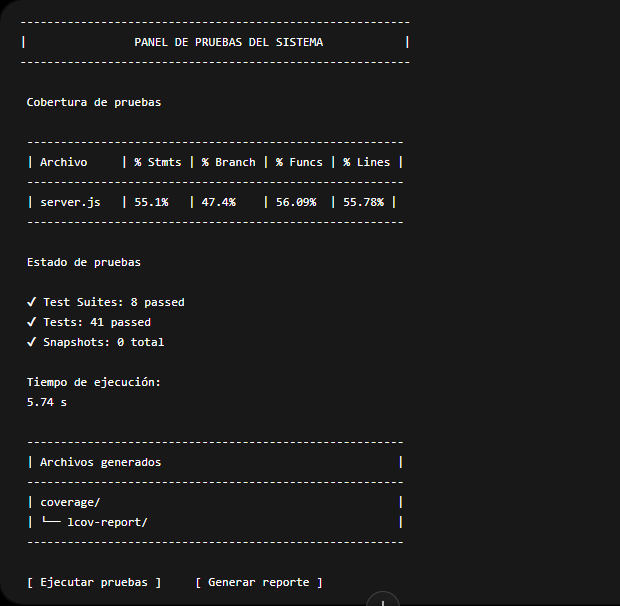 ----------------------------------------------------------
|                PANEL DE PRUEBAS DEL SISTEMA            |
----------------------------------------------------------
Cobertura de pruebas
--------------------------------------------------------
| Archivo     | % Stmts | % Branch | % Funcs | % Lines |
--------------------------------------------------------
| server.js   | 55.1%   | 47.4%    | 56.09%  | 55.78% |
--------------------------------------------------------
Estado de pruebas
✓ Test Suites: 8 passed
✓ Tests: 41 passed
✓ Snapshots: 0 total
Tiempo de ejecución:
5.74 s
--------------------------------------------------------
| Archivos generados                                   |
--------------------------------------------------------
| coverage/                                            |
| └── lcov-report/                                     |
--------------------------------------------------------
[ Ejecutar pruebas ]     [ Generar reporte ]